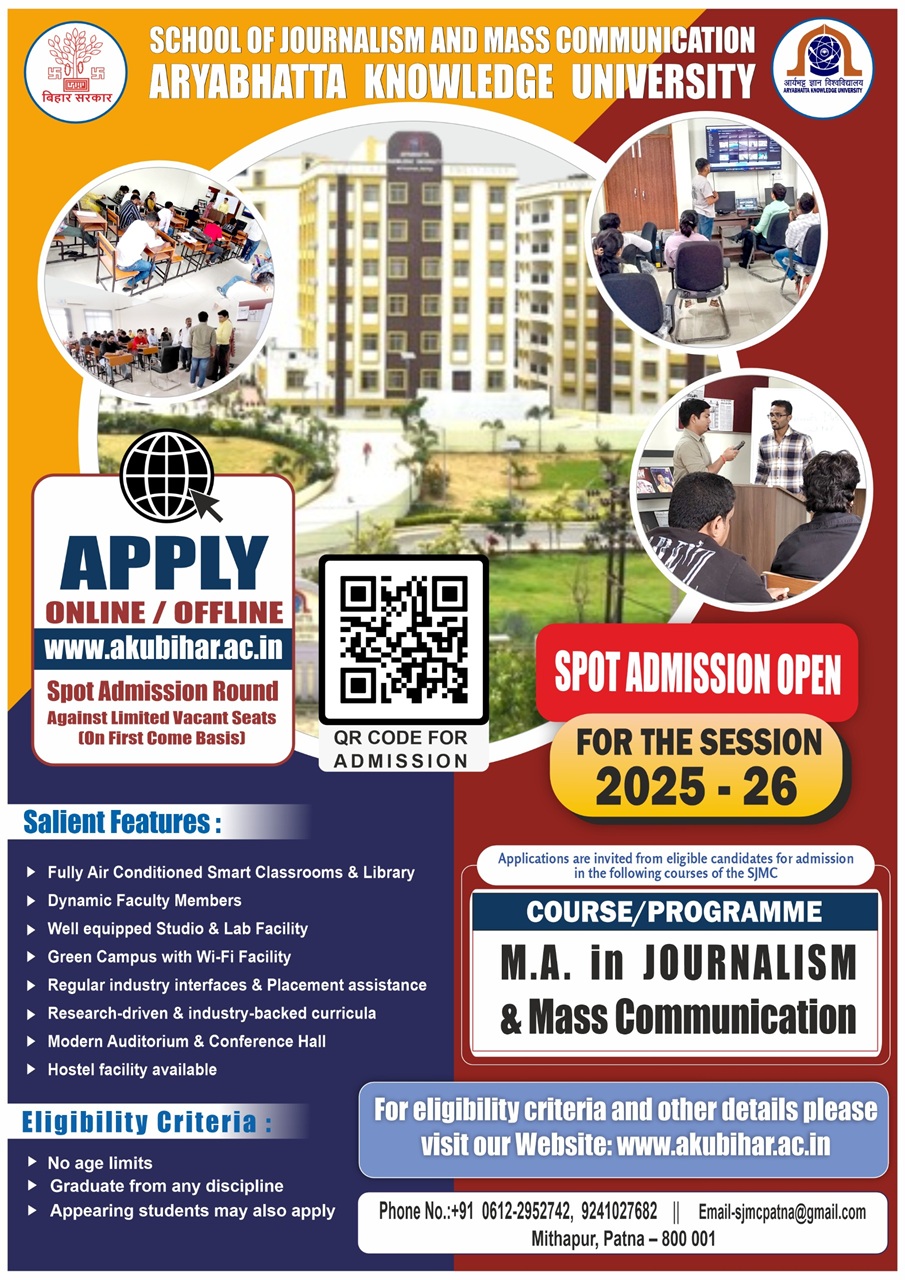 बिहार सरकार
SCHOOL OF JOURNALISM AND MASS COMMUNICATION
ARYABHATTA KNOWLEDGE UNIVERSITY
आर्यभट्ट ज्ञान विश्वविद्यालय
ARYABHATTA KNOWLEDGE UNIVERSITY
ARYABHATTA
KNOWLEDGE UNIVERSITY
APPLY
ONLINE / OFFLINE
www.akubihar.ac.in
Spot Admission Round
Against Limited Vacant Seats
(On First Come Basis)
QR CODE FOR
ADMISSION
SPOT ADMISSION OPEN
FOR THE SESSION
2025 - 26
Salient Features :
Fully Air Conditioned Smart Classrooms & Library
Dynamic Faculty Members
Well equipped Studio & Lab Facility
Green Campus with Wi-Fi Facility
Regular industry interfaces & Placement assistance
Research-driven & industry-backed curricula
Modern Auditorium & Conference Hall
Hostel facility available
Eligibility Criteria :
No age limits
Graduate from any discipline
Appearing students may also apply
Applications are invited from eligible candidates for admission
in the following courses of the SJMC
COURSE/PROGRAMME
M.A. in JOURNALISM
& Mass Communication
For eligibility criteria and other details please
visit our Website: www.akubihar.ac.in
Phone No.:+91 0612-2952742, 9241027682 || Email-sjmcpatna@gmail.com
Mithapur, Patna – 800 001